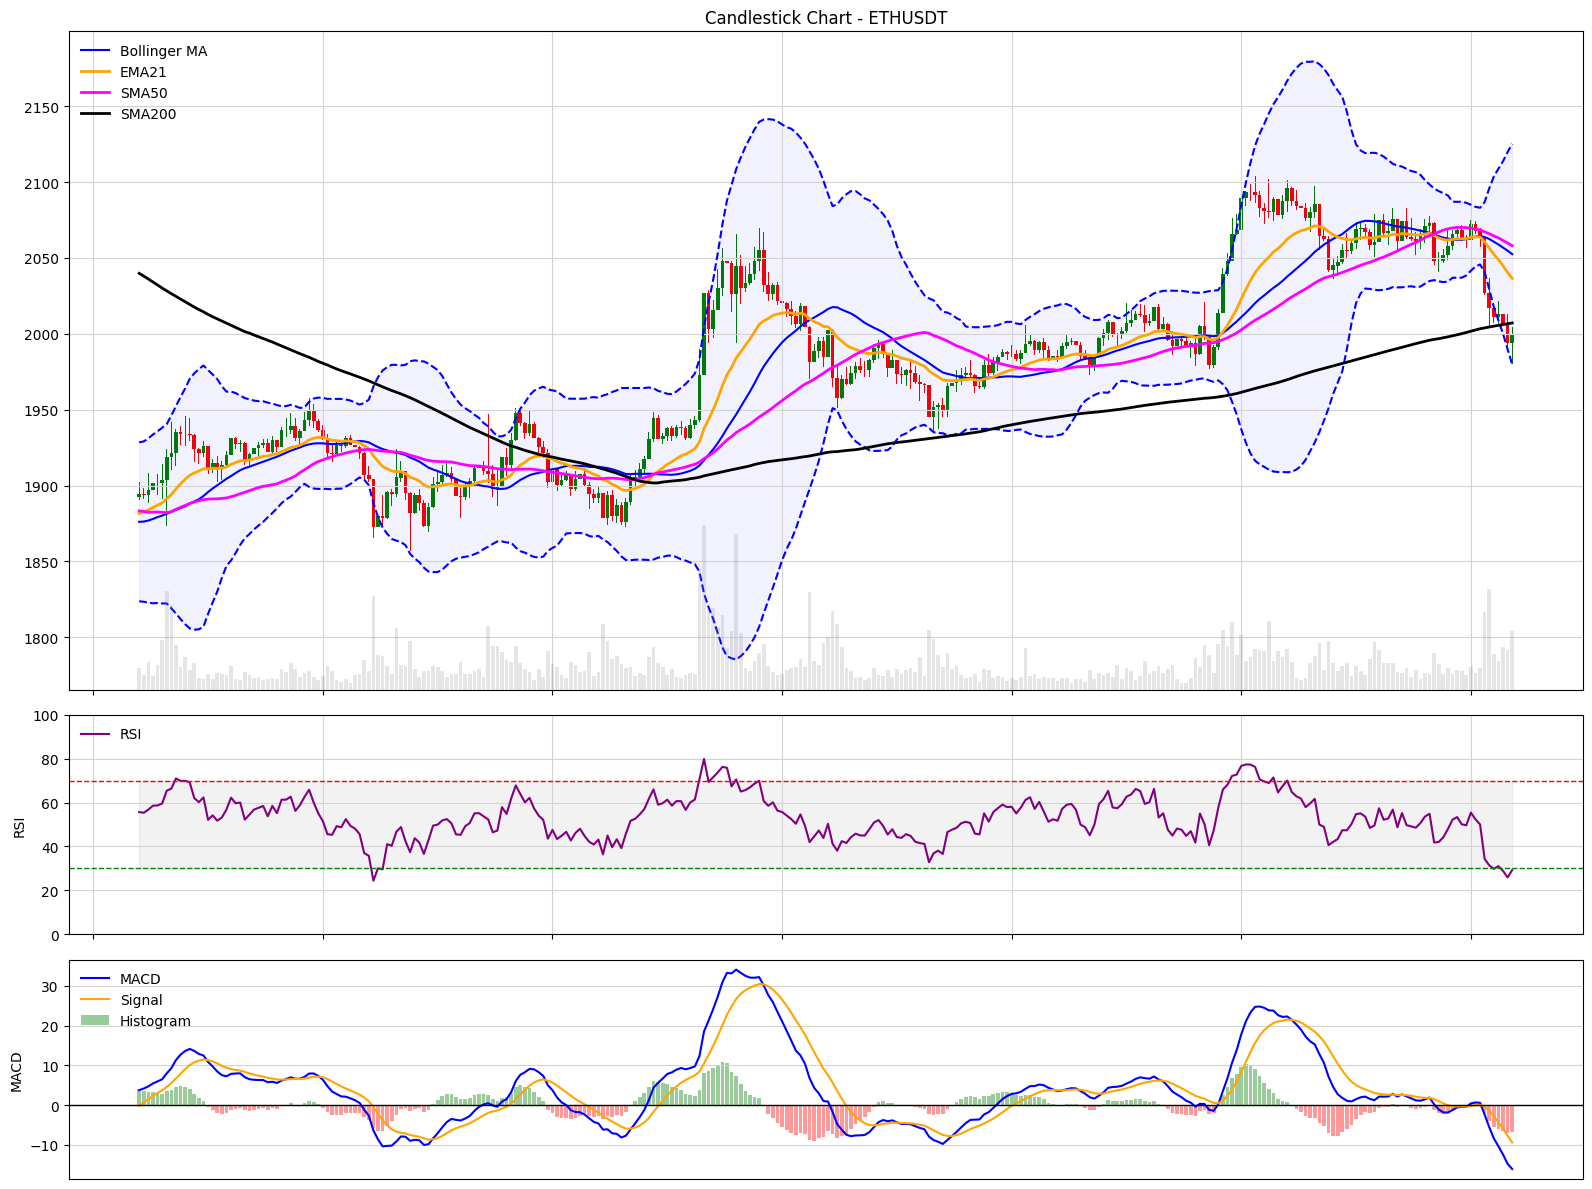 Candlestick Chart - ETHUSDT
Bollinger MA
EMA21
SMA50
SMA200
2150
2100
2050
2000
1950
1900
1850
1800
RSI
100
80
60
40
20
0
RSI
MACD
Signal
Histogram
30
20
10
0
−10
MACD